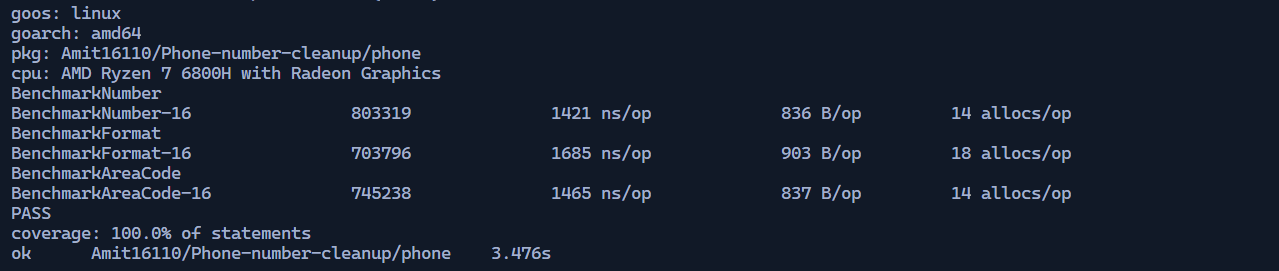 goos: linux
goarch: amd64
pkg: Amit16110/Phone-number-cleanup/phone
cpu: AMD Ryzen 7 6800H with Radeon Graphics
BenchmarkNumber
BenchmarkNumber-16 803319 1421 ns/op 836 B/op 14 allocs/op
BenchmarkFormat
BenchmarkFormat-16 703796 1685 ns/op 903 B/op 18 allocs/op
BenchmarkAreaCode
BenchmarkAreaCode-16 745238 1465 ns/op 837 B/op 14 allocs/op
PASS
coverage: 100.0% of statements
ok Amit16110/Phone-number-cleanup/phone 3.476s